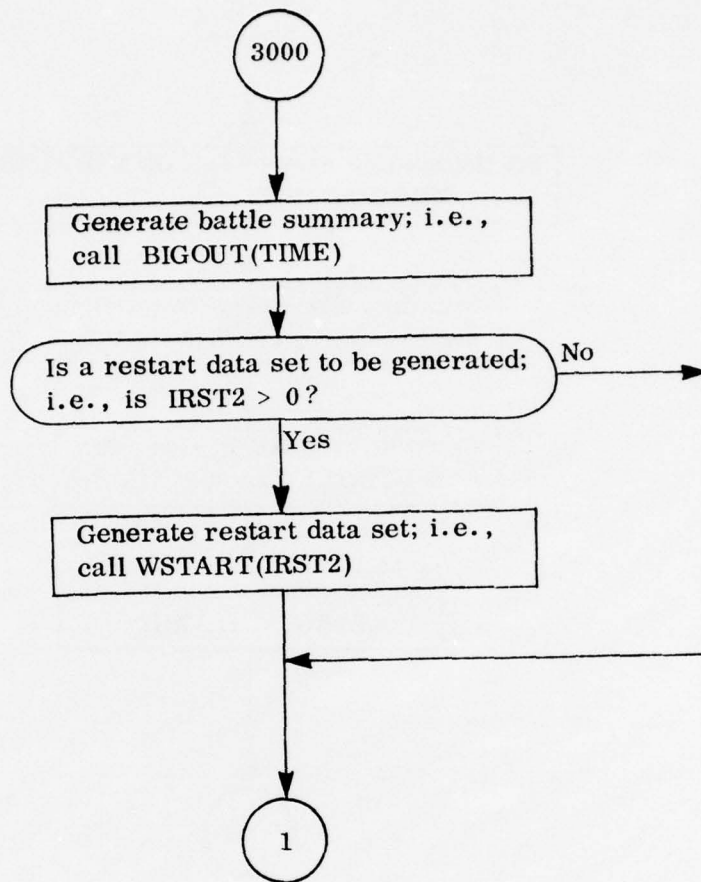 3000
Generate battle summary; i.e.,
call BIGOUT(TIME)
Is a restart data set to be generated;
i.e., is IRST2 > 0?
No
Yes
Generate restart data set; i.e.,
call WSTART(IRST2)
1